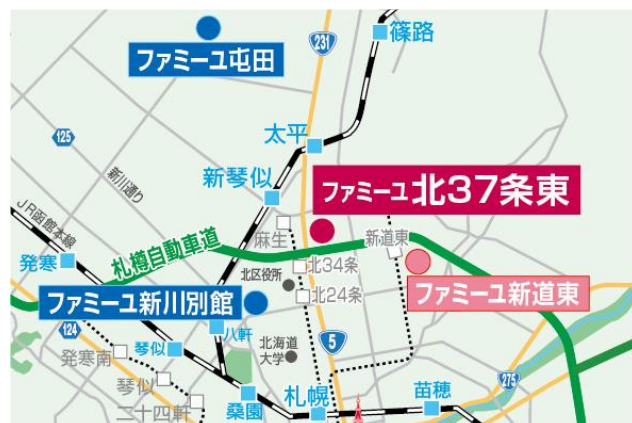 231
篠路
ファミーユ屯田
125
太平
新川通り
新琴似
ファミーユ 北37条東
JR函館本線
麻生
新道東
札樽自動車道
発寒
北34条
北区役所
ファミーユ新道東
ファミーユ新川別館
北24条
124
八軒
5
琴似
北海道
大学
発寒南
275
琴似
苗穂
桑園
札幌
二十四軒